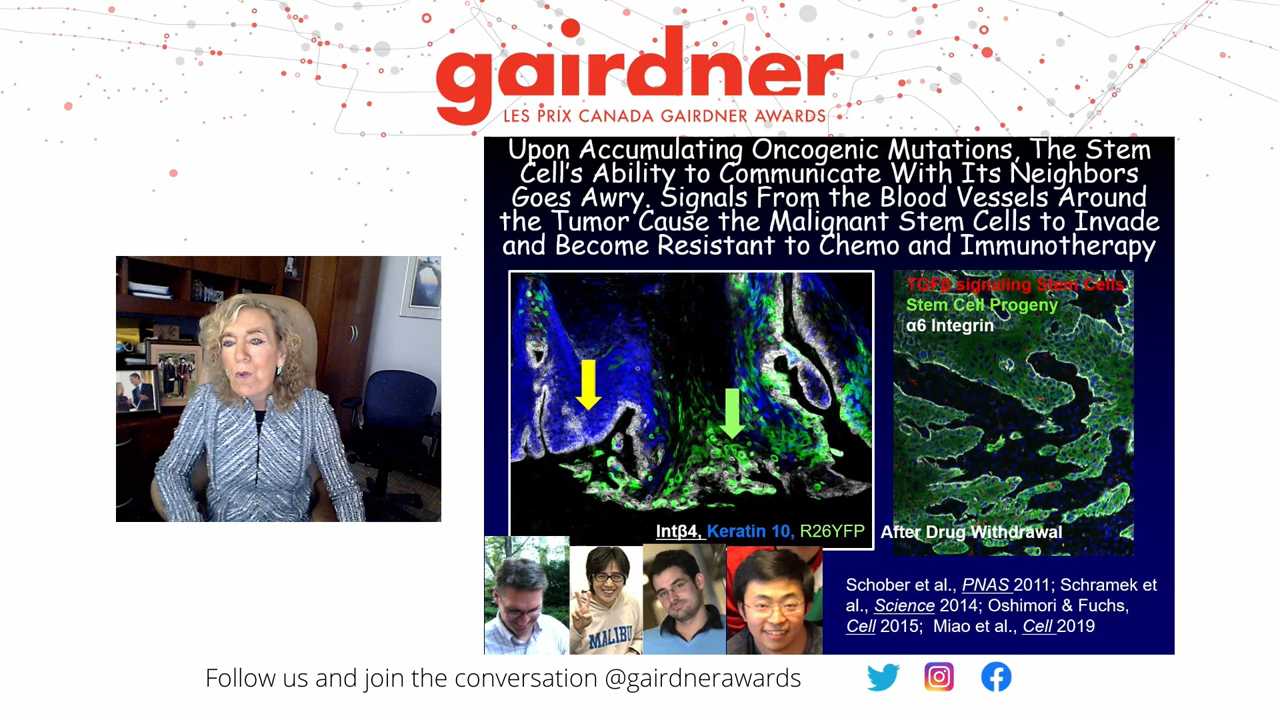 gairdner
LES PRIX CANADA GAIRDNER AWARDS
Upon Accumulating Oncogenic Mutations, The Stem
Cell's Ability to Communicate With Its Neighbors
Goes Awry. Signals From the Blood Vessels Around
the Tumor Cause the Malignant Stem Cells to Invade
and Become Resistant to Chemo and Immunotherapy
TGFβ signaling Stem Cells
Stem Cell Progeny
α6 Integrin
Intβ4, Keratin 10, R26YFP
After Drug Withdrawal
MALIBU
Schober et al., PNAS 2011; Schramek et
al., Science 2014; Oshimori & Fuchs,
Cell 2015; Miao et al., Cell 2019
Follow us and join the conversation @gairdnerawards